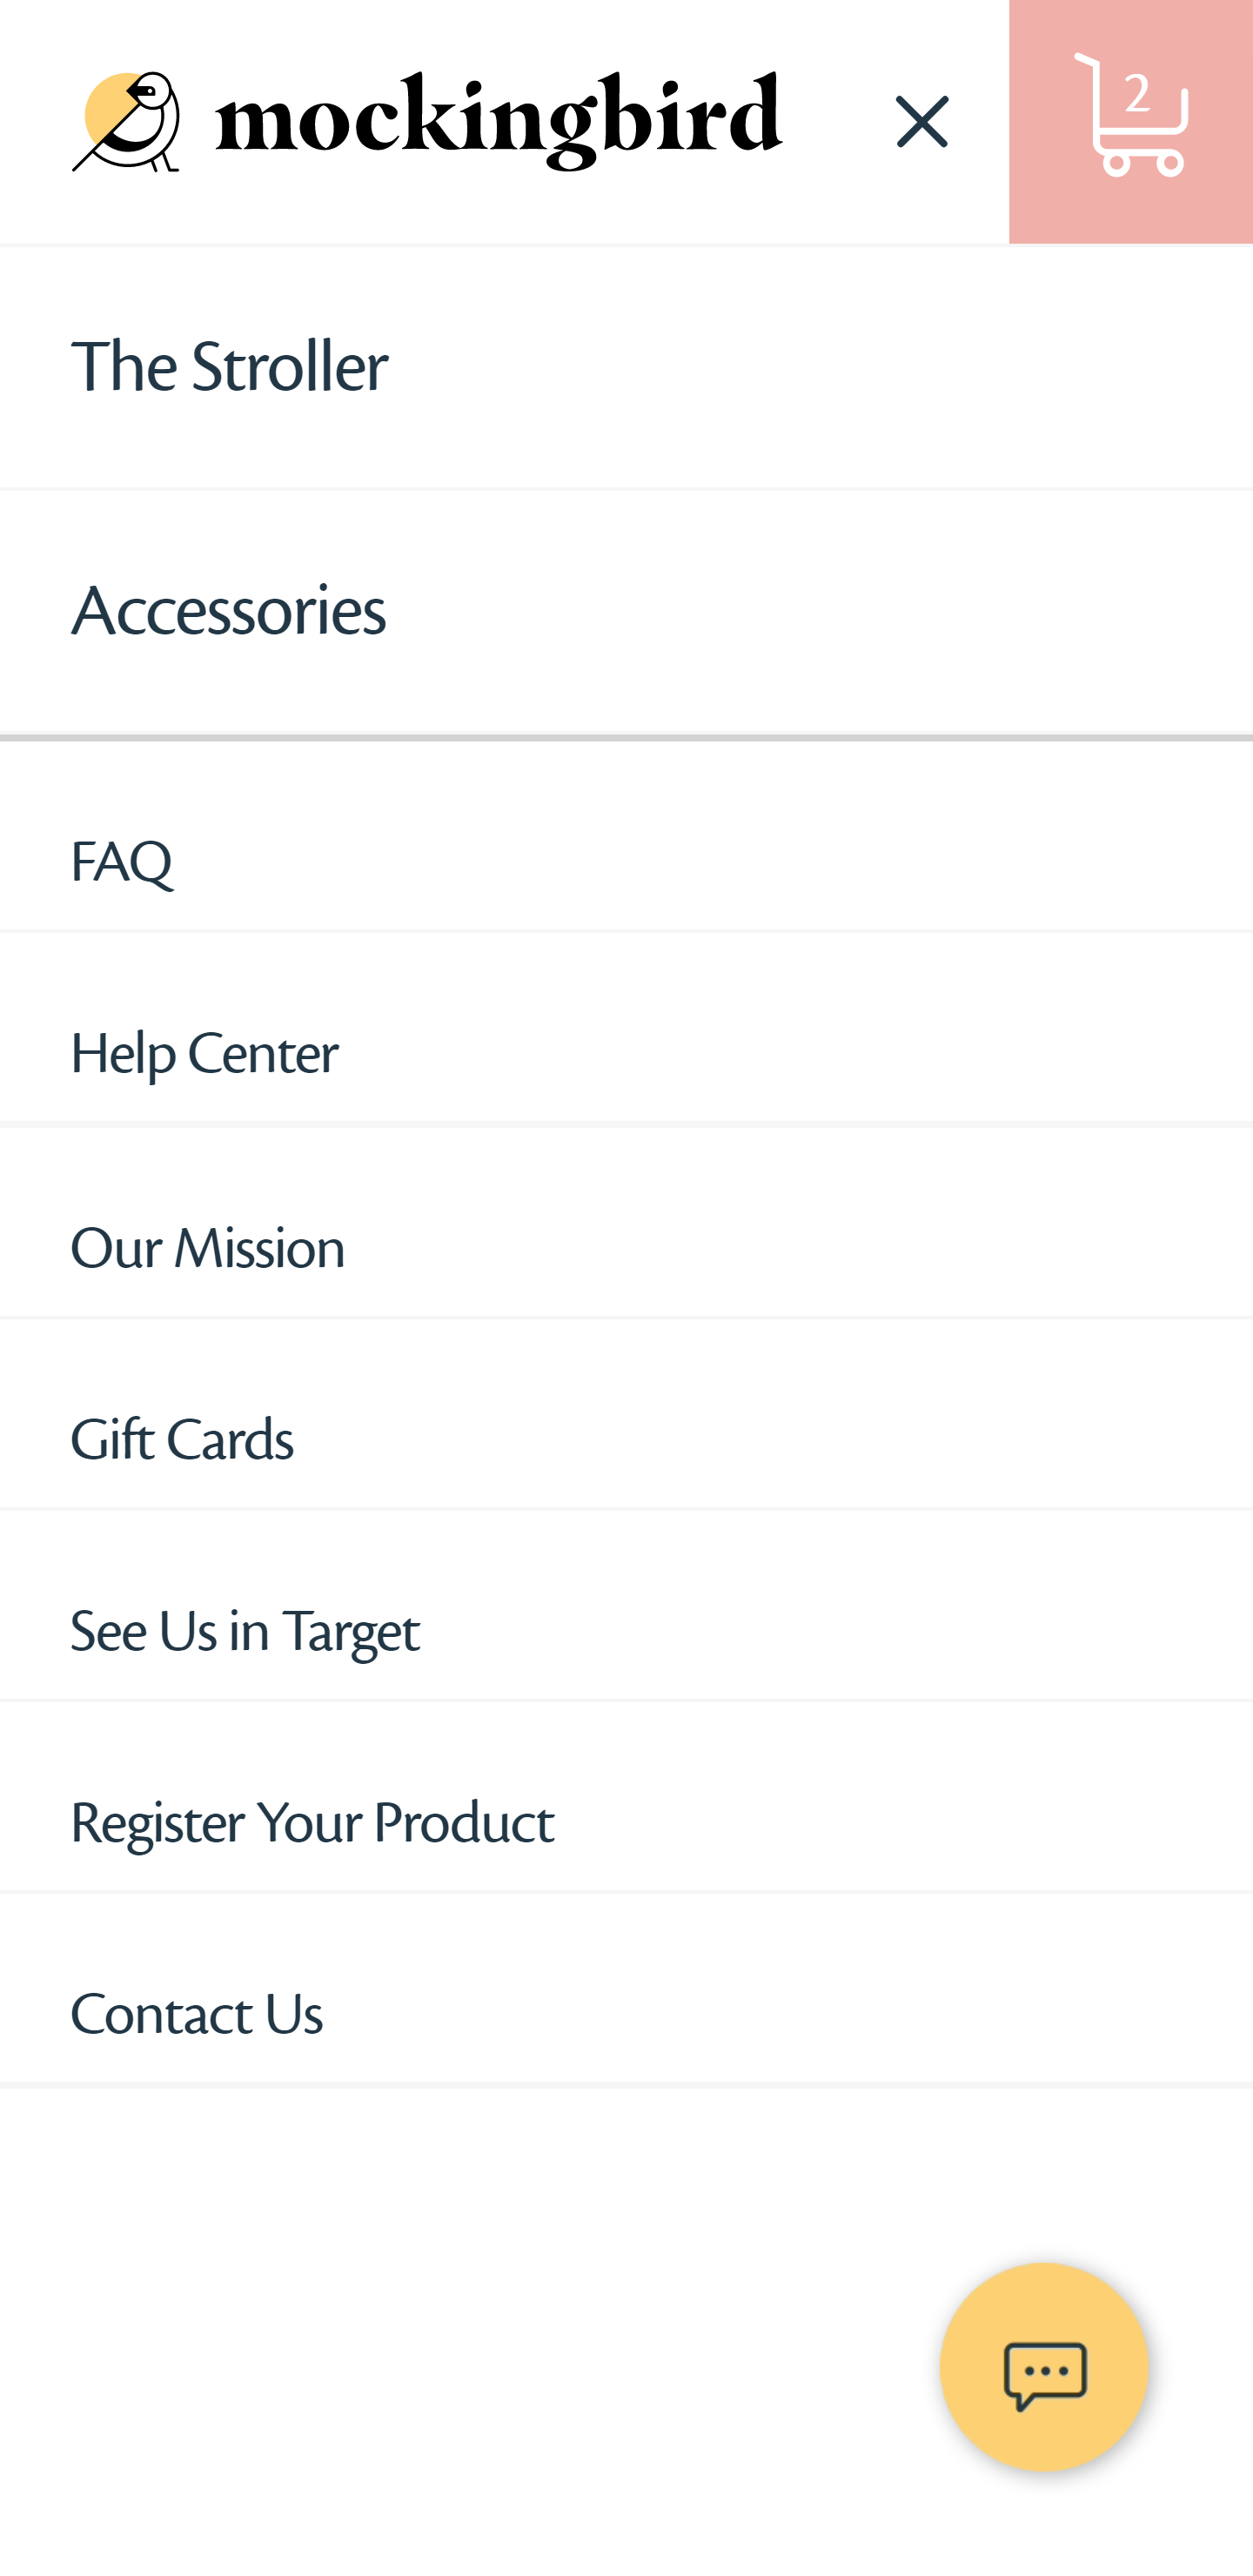 mockingbird
2
The Stroller
Accessories
FAQ
Help Center
Our Mission
Gift Cards
See Us in Target
Register Your Product
Contact Us